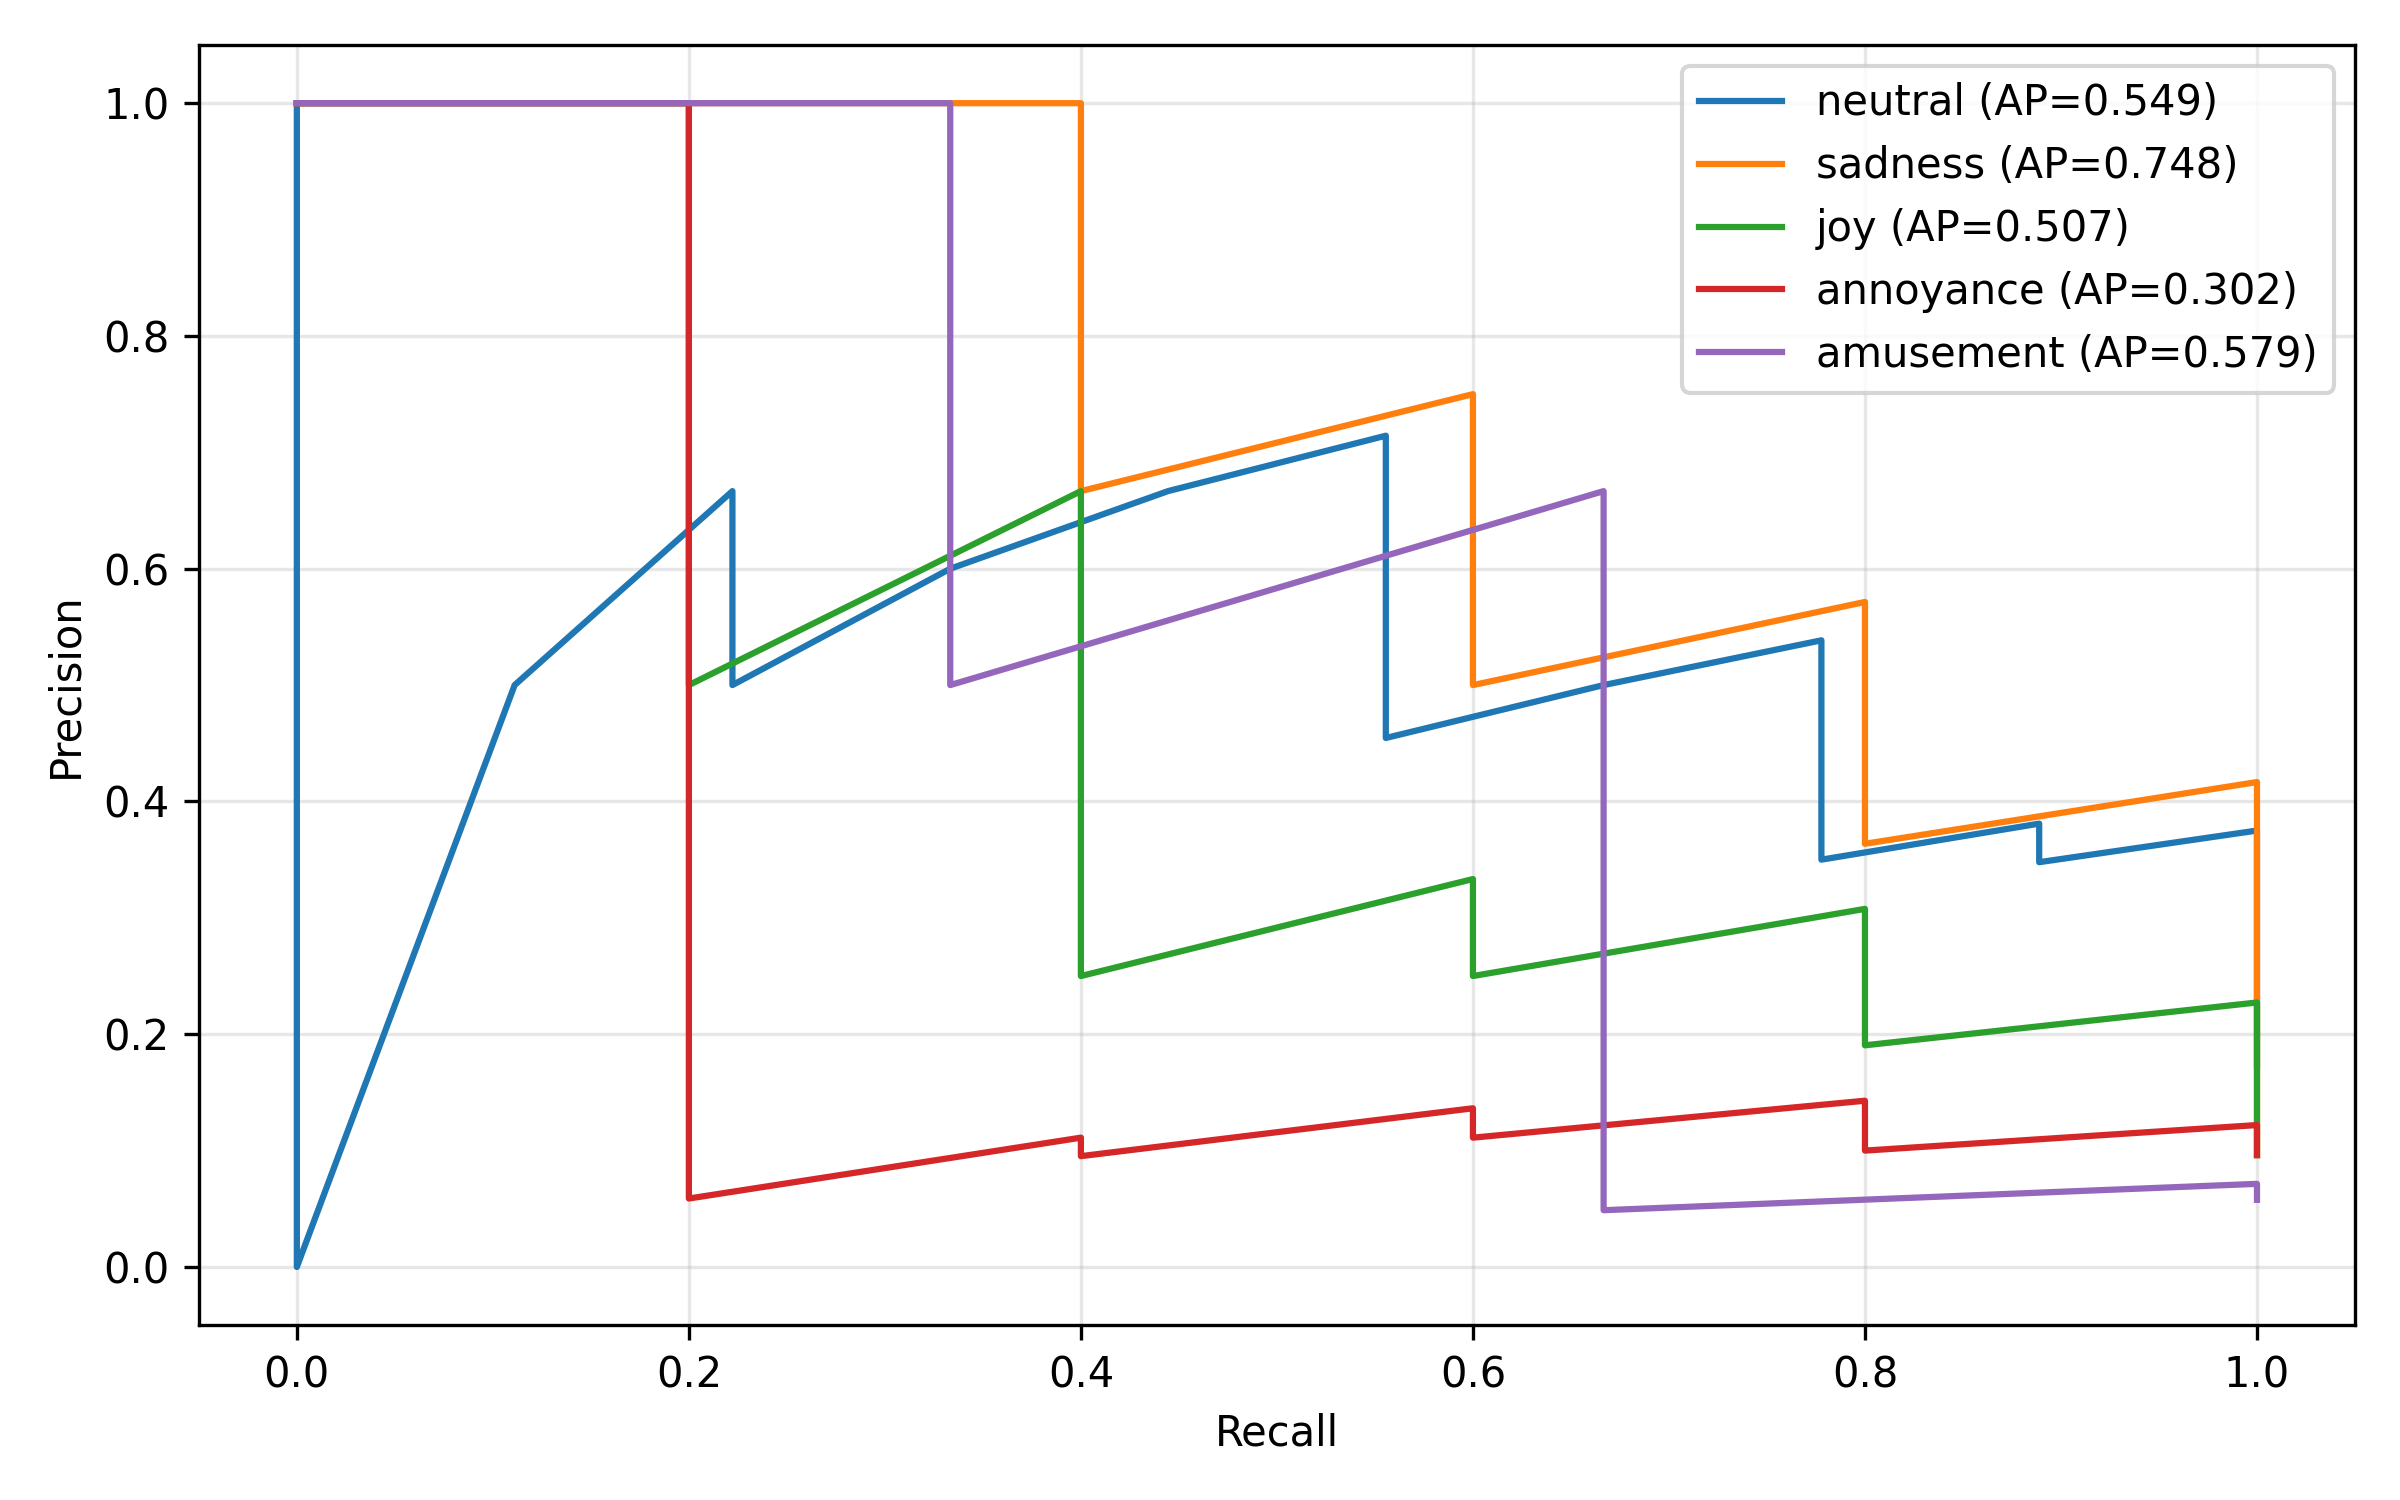 1.0
0.8
0.6
0.4
0.2
0.0
Precision
0.0 0.2 0.4 0.6 0.8 1.0
Recall
neutral (AP=0.549)
sadness (AP=0.748)
joy (AP=0.507)
annoyance (AP=0.302)
amusement (AP=0.579)